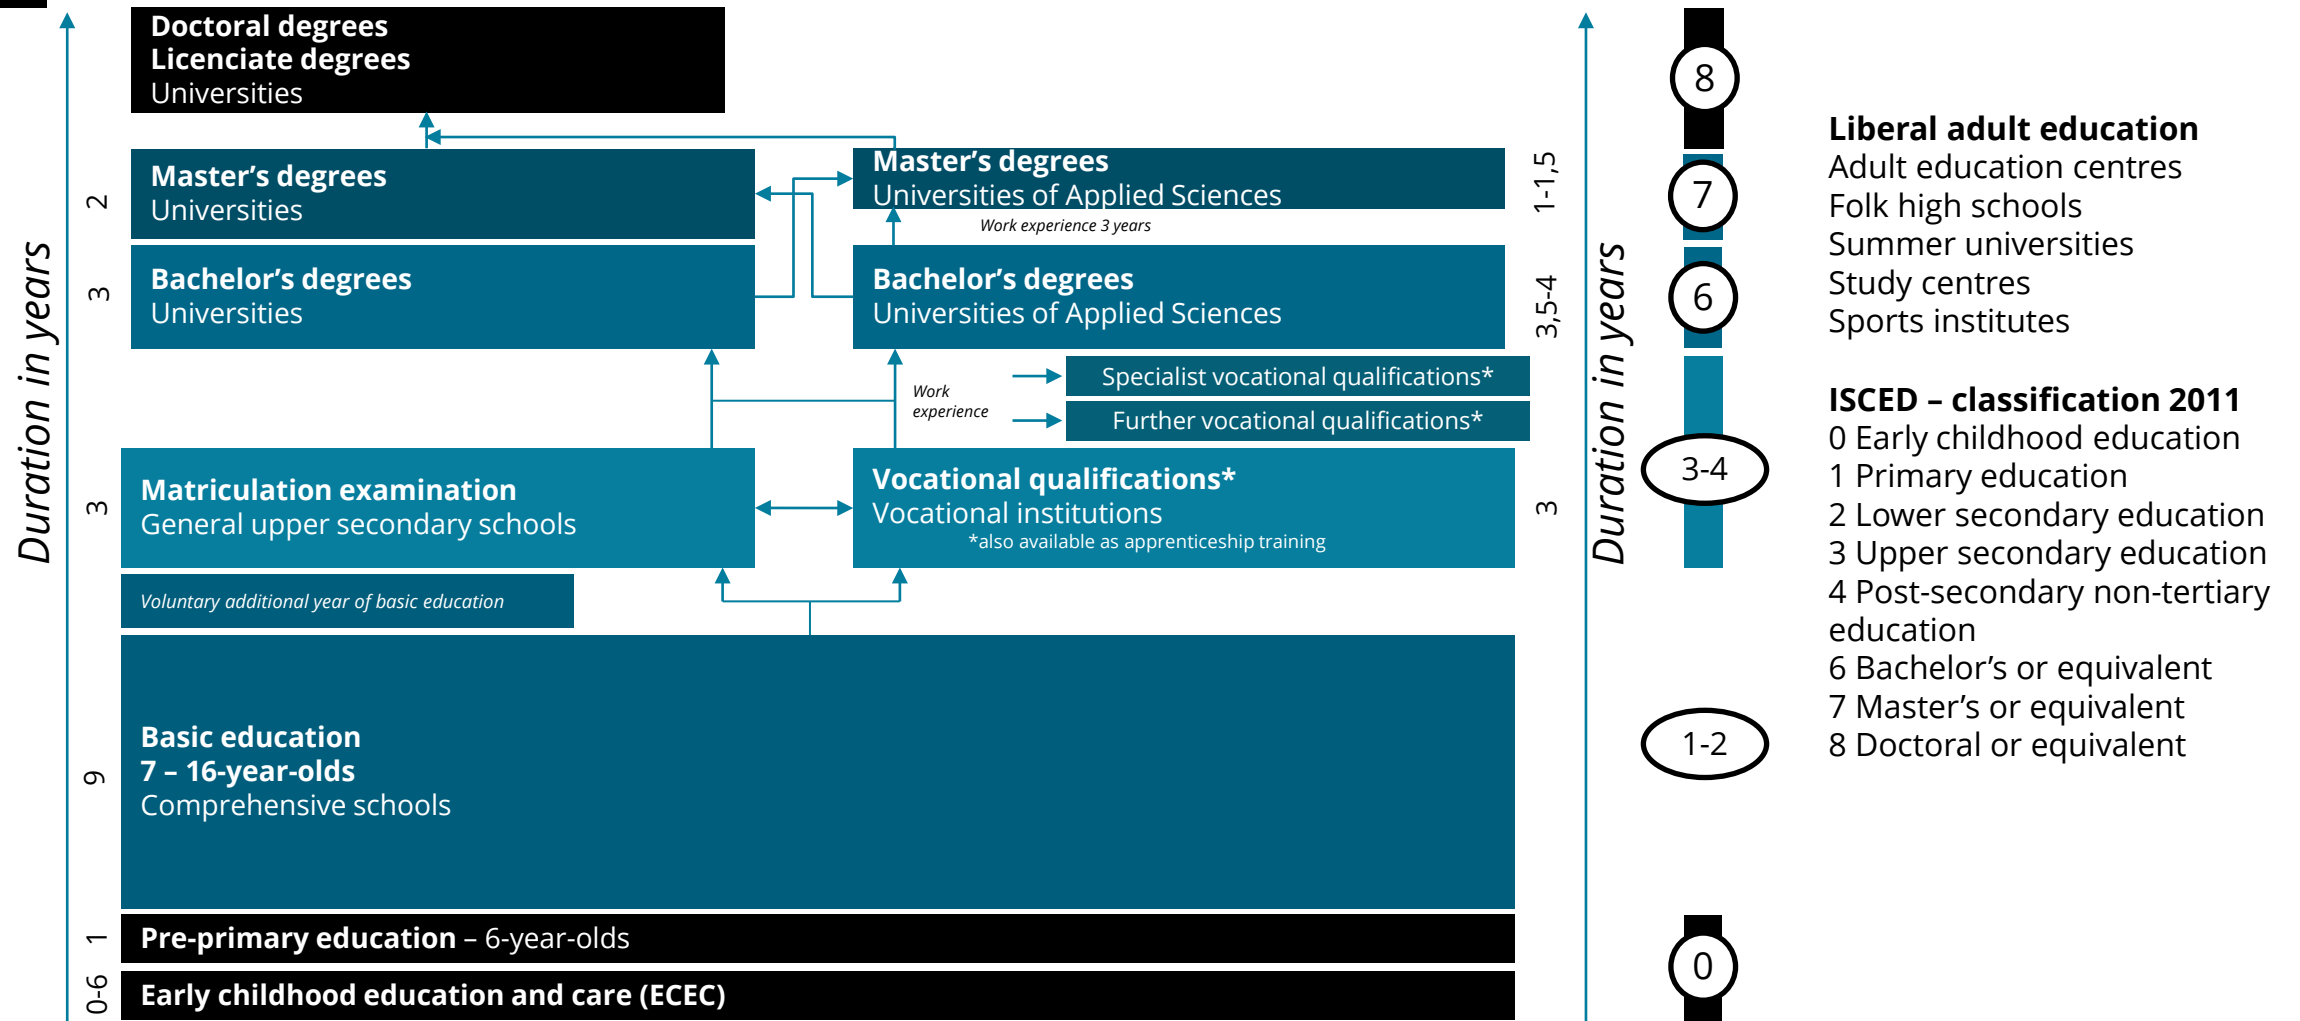 Duration in years
Doctoral degrees
Licenciate degrees
Universities
2
Master’s degrees
Universities
Master’s degrees
Universities of Applied Sciences
1-1,5
Work experience 3 years
3
Bachelor’s degrees
Universities
Bachelor’s degrees
Universities of Applied Sciences
3,5-4
Work
experience
Specialist vocational qualifications*
Further vocational qualifications*
3
Matriculation examination
General upper secondary schools
Vocational qualifications*
Vocational institutions
*also available as apprenticeship training
3
Voluntary additional year of basic education
9
Basic education
7 – 16-year-olds
Comprehensive schools
1
Pre-primary education – 6-year-olds
0-6
Early childhood education and care (ECEC)
Duration in years
8
7
6
3-4
1-2
0
Liberal adult education
Adult education centres
Folk high schools
Summer universities
Study centres
Sports institutes
ISCED – classification 2011
0 Early childhood education
1 Primary education
2 Lower secondary education
3 Upper secondary education
4 Post-secondary non-tertiary
education
6 Bachelor’s or equivalent
7 Master’s or equivalent
8 Doctoral or equivalent